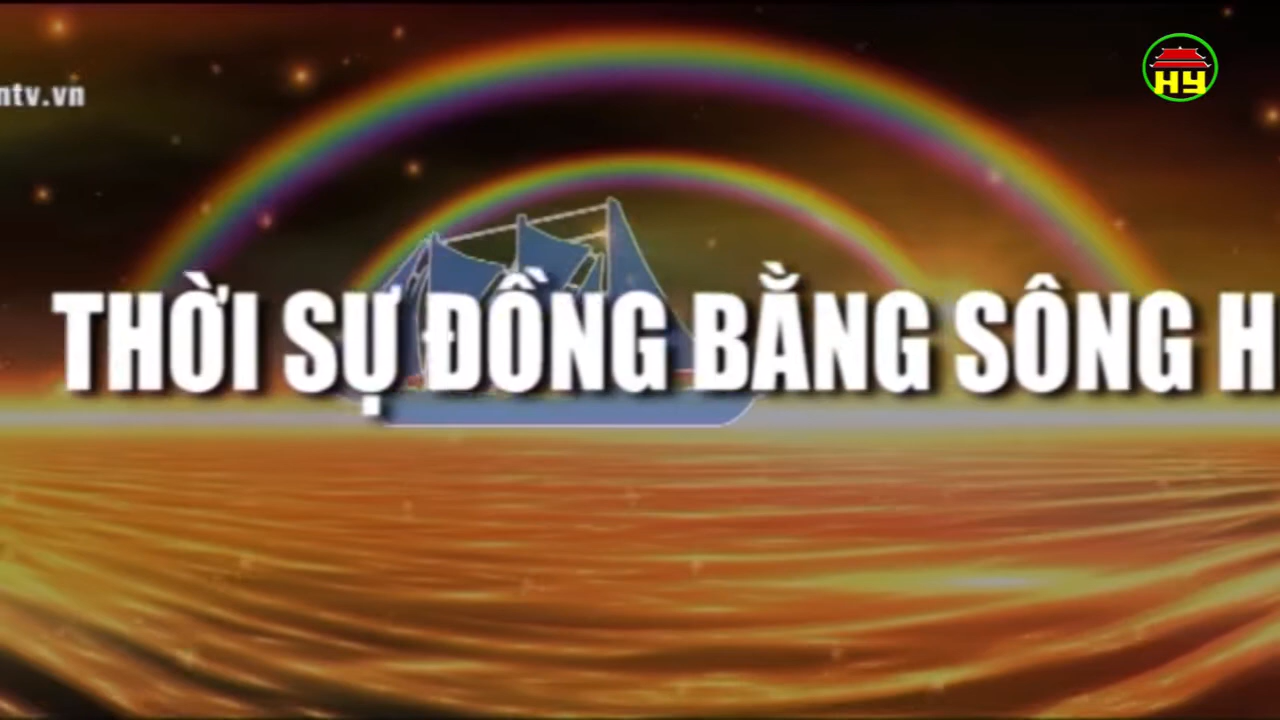 ntv.vn
HY
THỜI SỰ ĐỒNG BẰNG SÔNG H